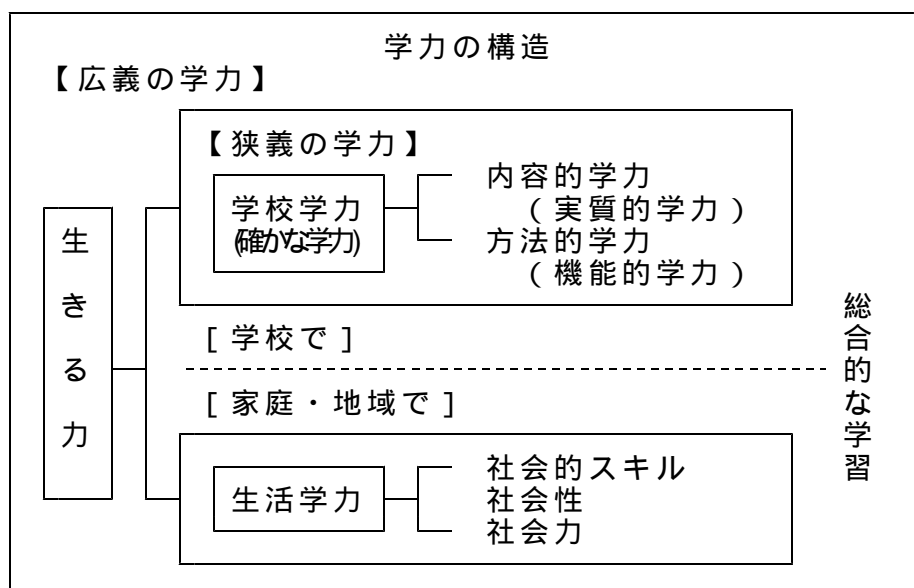 学力の構造
【広義の学力】
【狭義の学力】
学校学力
(確かな学力)
内容的学力
(実質的学力)
方法的学力
(機能的学力)
生きる力
[学校で]
[家庭・地域で]
生活学力
社会的スキル
社会性
社会力
総合的な学習